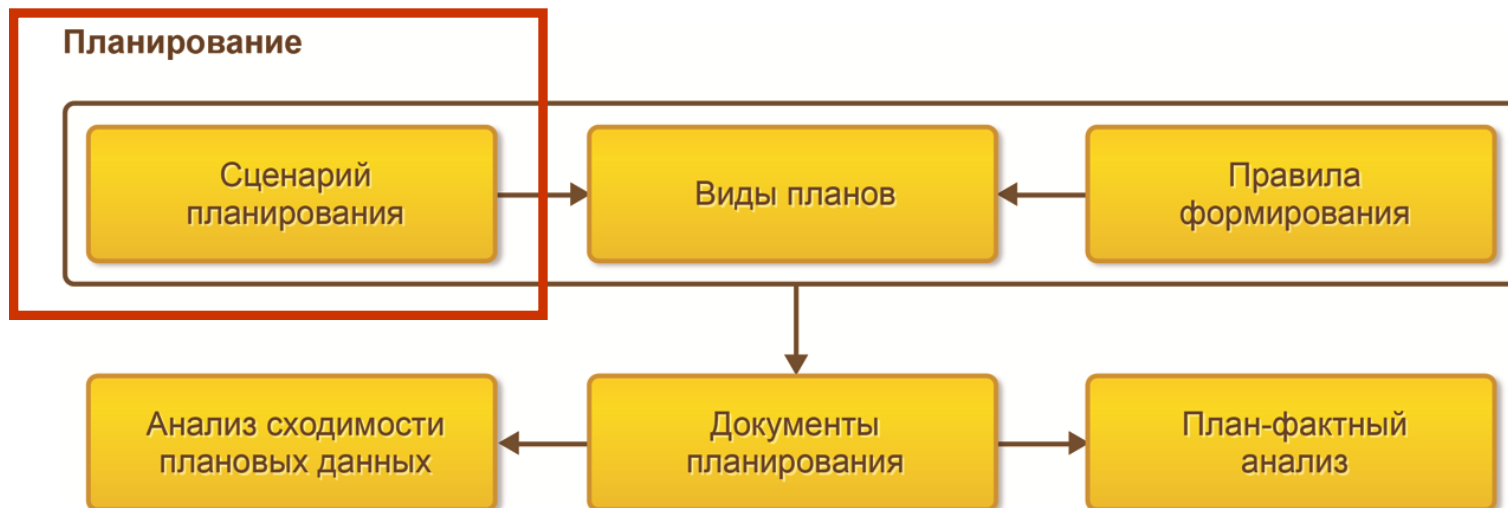 Планирование
Сценарий
планирования
Виды планов
Правила
формирования
Анализ сходимости
плановых данных
Документы
планирования
План-фактный
анализ